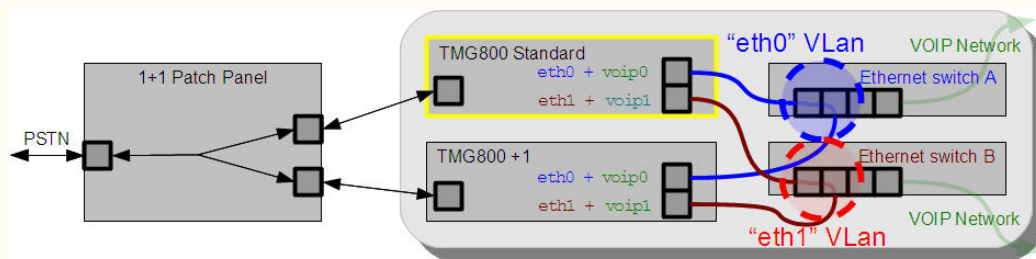 PSTN
1+1 Patch Panel
TMG800 Standard
eth0 + voip0
eth1 + voip1
TMG800 +1
eth0 + voip0
eth1 + voip1
“eth0” VLan
VOIP Network
Ethernet switch A
Ethernet switch B
“eth1” VLan
VOIP Network